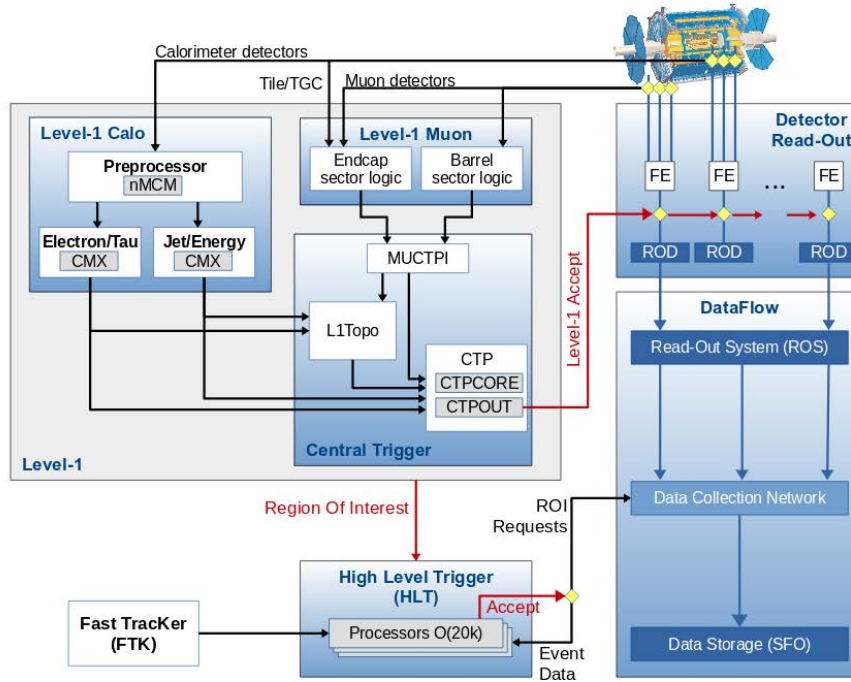 Calorimeter detectors
Tile/TGC
Muon detectors
Level-1 Calo
Preprocessor
nMCM
Electron/Tau
CMX
Jet/Energy
CMX
Level-1 Muon
Endcap
sector logic
Barrel
sector logic
MUCTPI
L1Topo
CTP
CTPCORE
CTPOUT
Central Trigger
Level-1
Level-1 Accept
Detector
Read-Out
FE
FE
...
FE
ROD
ROD
ROD
DataFlow
Read-Out System (ROS)
Data Collection Network
Data Storage (SFO)
Region Of Interest
ROI
Requests
High Level Trigger
(HLT)
Accept
Processors O(20k)
Event
Data
Fast TracKer
(FTK)